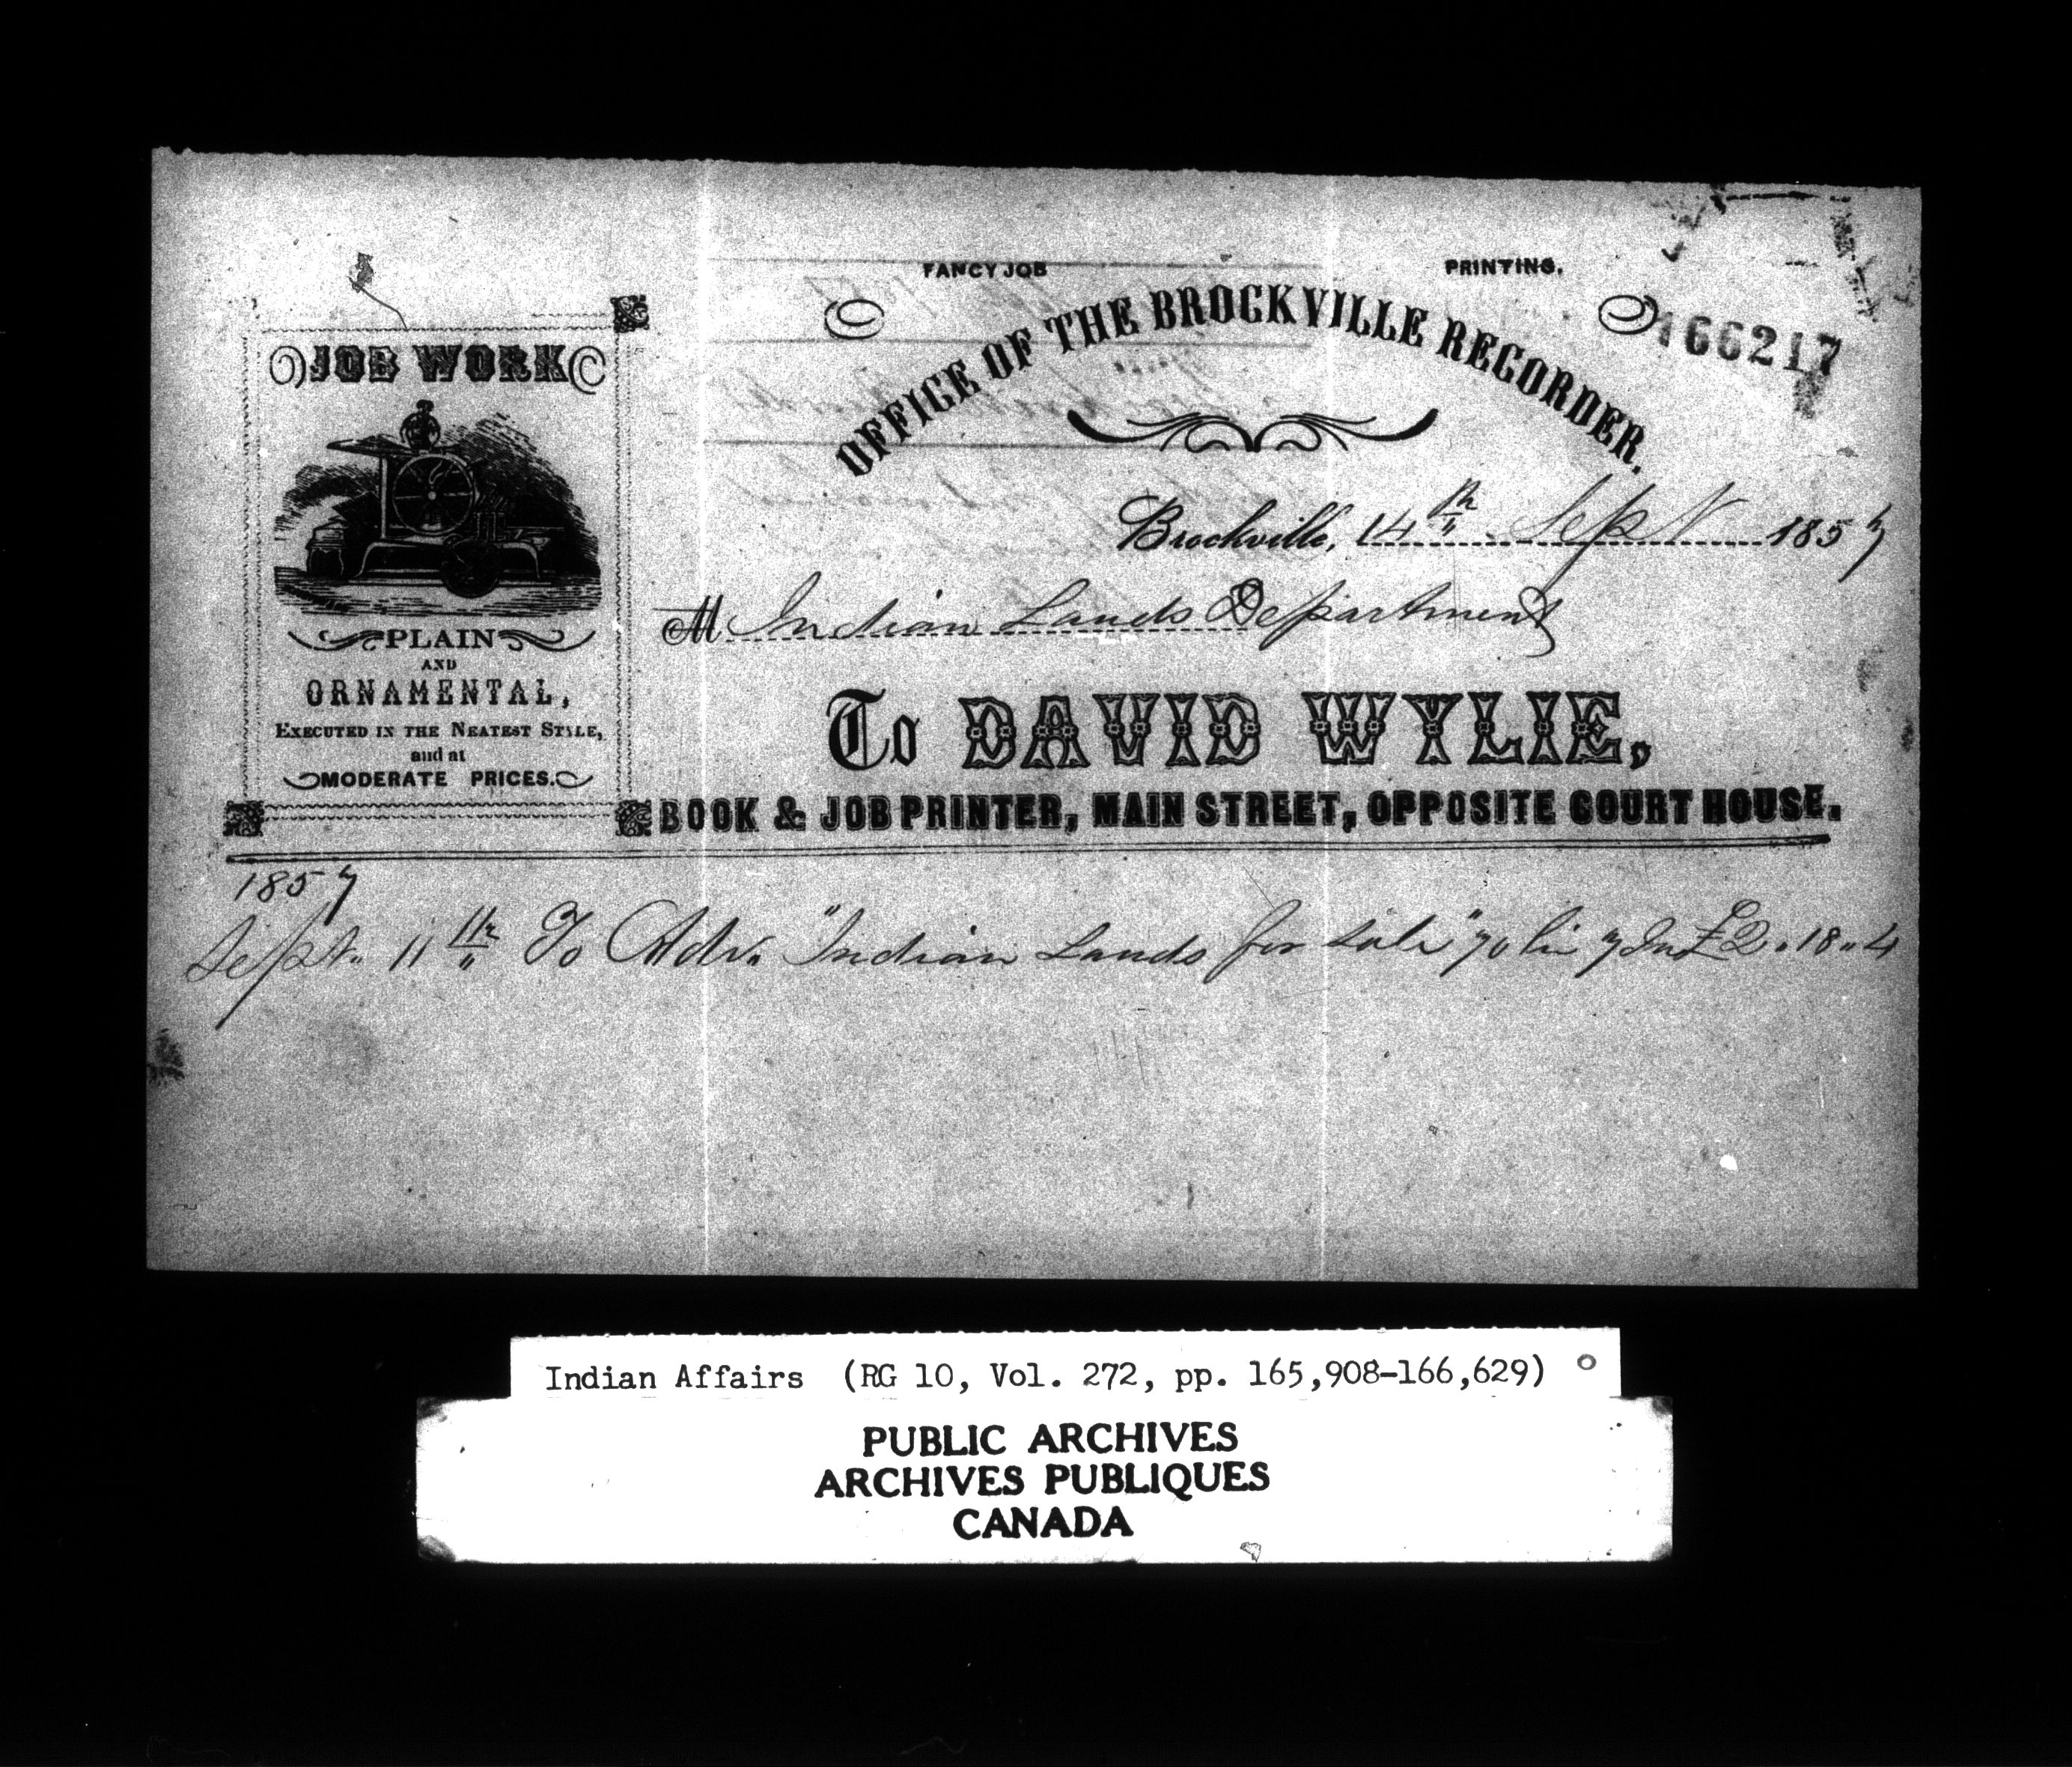 FANCY JOB PRINTING.
166217
OFFICE OF THE BROCKVILLE RECORDER.
JOB WORK
PLAIN
AND
ORNAMENTAL,
EXECUTED IN THE NEATEST STYLE,
and at
MODERATE PRICES.
Brockville, 14th Sept 1857
M Indian Lands Department
To DAVID WYLIE,
BOOK & JOB PRINTER, MAIN STREET, OPPOSITE COURT HOUSE.
1857
Sept. 11th To Adv. "Indian Lands for sale" 70 lin 7 In £2.18.4
Indian Affairs (RG 10, Vol. 272, pp. 165,908-166,629)
PUBLIC ARCHIVES
ARCHIVES PUBLIQUES
CANADA